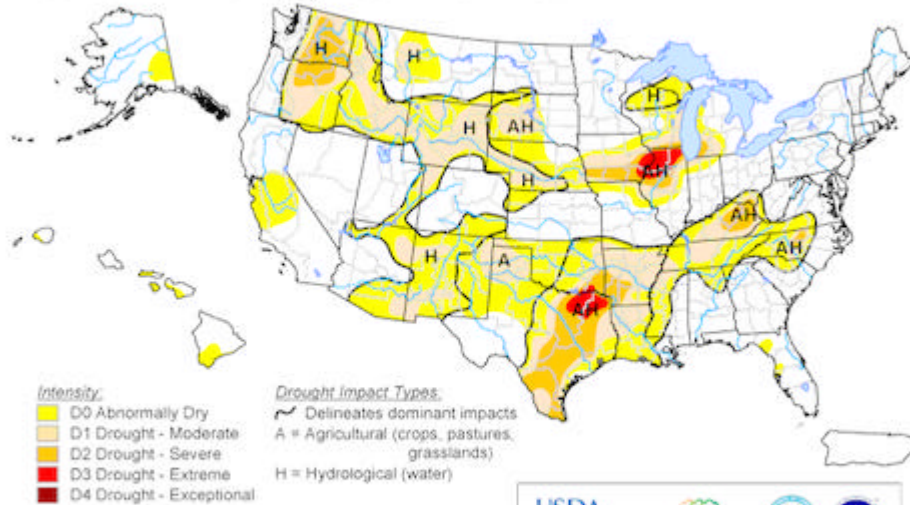 H
H
H
AH
H
H
AH
AH
AH
H
A
AH
Intensity:
D0 Abnormally Dry
D1 Drought - Moderate
D2 Drought - Severe
D3 Drought - Extreme
D4 Drought - Exceptional
Drought Impact Types:
Delineates dominant impacts
A = Agricultural (crops, pastures,
grasslands)
H = Hydrological (water)
USDA